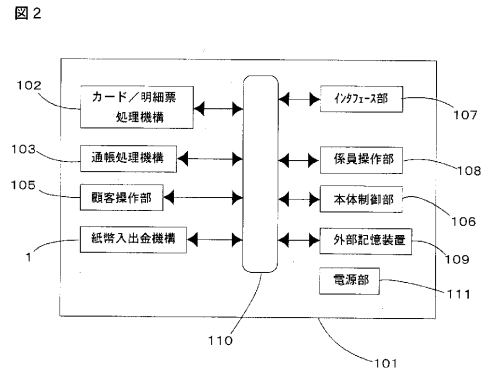 図2
102
カード／明細票
処理機構
インタフェース部
107
103
通帳処理機構
係員操作部
108
105
顧客操作部
本体制御部
106
1
紙幣入出金機構
外部記憶装置
109
電源部
111
110
101